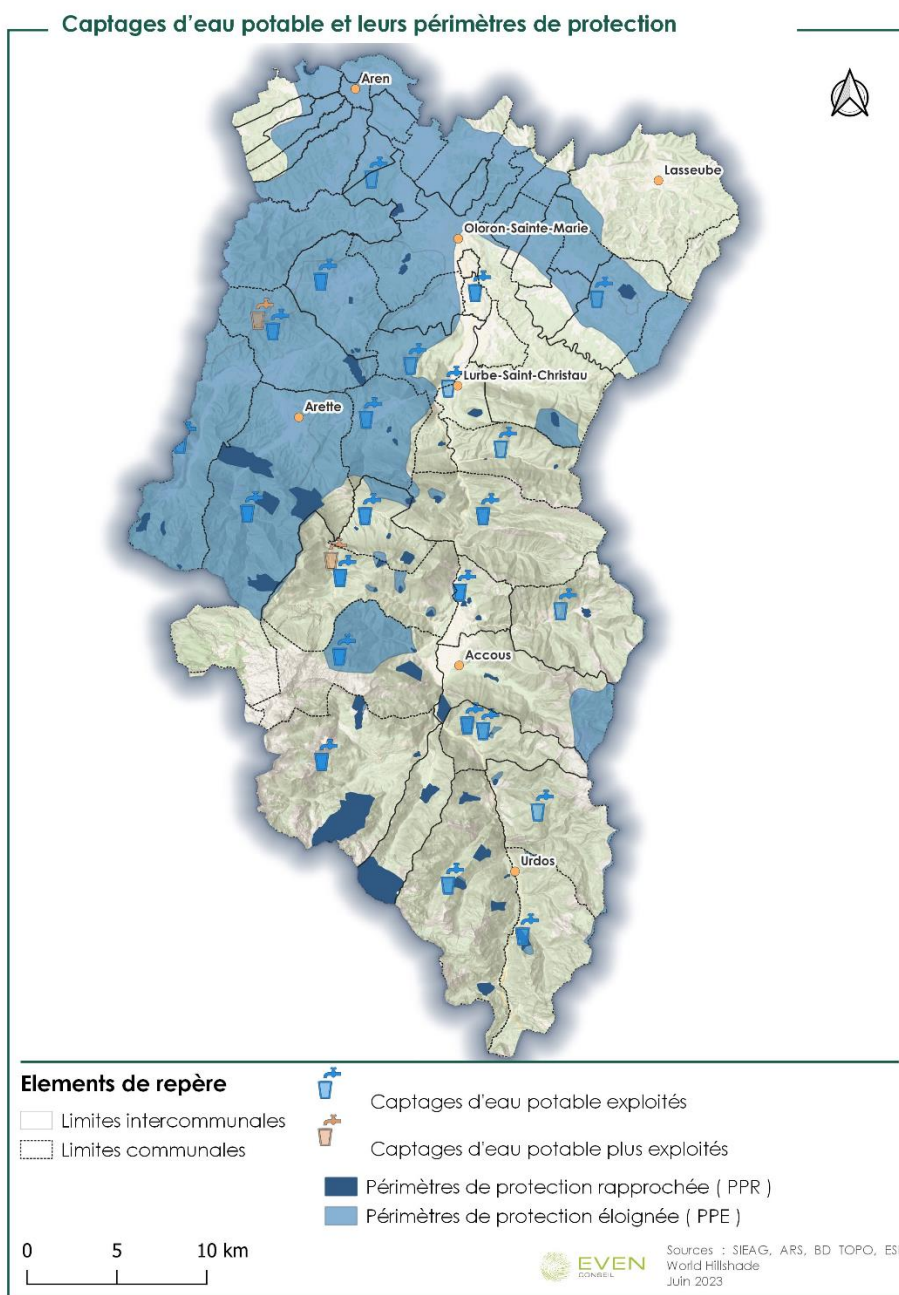 Captages d'eau potable et leurs périmètres de protection
Aren
Lasseube
Oloron-Sainte-Marie
Lurbe-Saint-Christau
Arette
Accous
Urdos
Elements de repère
Limites intercommunales
Limites communales
Captages d'eau potable exploités
Captages d'eau potable plus exploités
Périmètres de protection rapprochée ( PPR )
Périmètres de protection éloignée ( PPE )
0 5 10 km
EVEN
CONSEIL
Sources : SIEAG, ARS, BD TOPO, ES
World Hillshade
Juin 2023